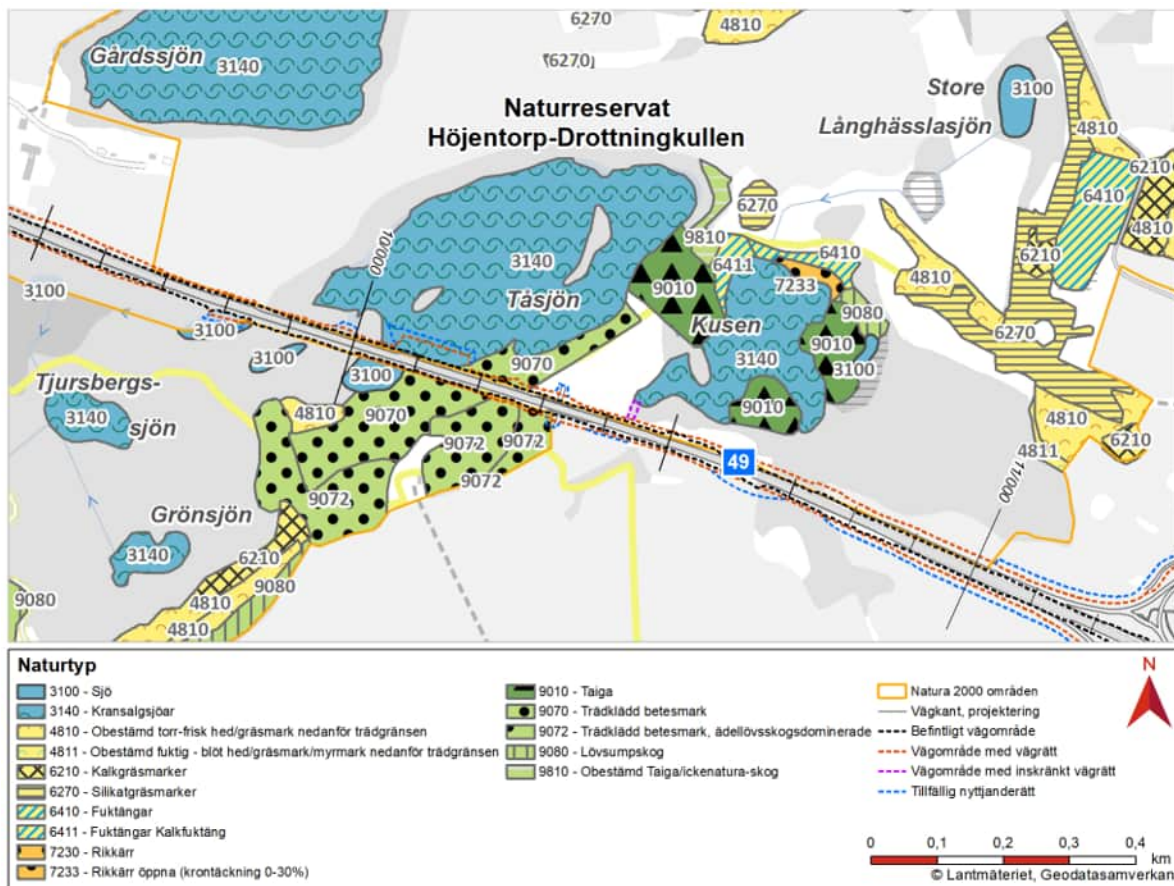 6270
4810
Gårdssjön
3140
6270
Store
3100
Naturreservat
Höjentorp-Drottningkullen
Långhässlasjön
4810
6210
6410
6270
4810
9810
6410
6411
6210
10/000
3140
9010
7233
4810
3100
Tåsjön
Kusen
9080
3100
9010
6270
3100
3140
3100
9070
3100
Tjursbergs-
3140
sjön
4810
9070
9010
4810
9072
9072
6210
49
4811
9072
9072
11/000
Grönsjön
3140
6210
9080
9080
4810
4810
Naturtyp
3100 - Sjö
3140 - Kransalgsjöar
4810 - Obestämd torr-frisk hed/gräsmark nedanför trädgränsen
4811 - Obestämd fuktig - blöt hed/gräsmark/myrmark nedanför trädgränsen
6210 - Kalkgräsmarker
6270 - Silikatgräsmarker
6410 - Fuktängar
6411 - Fuktängar Kalkfuktäng
7230 - Rikkärr
7233 - Rikkärr öppna (krontäckning 0-30%)
9010 - Taiga
9070 - Trädklädd betesmark
9072 - Trädklädd betesmark, ädellövsskogsdominerade
9080 - Lövsumpskog
9810 - Obestämd Taiga/ickenatura-skog
Natura 2000 områden
Vägkant, projektering
Befintligt vägområde
Vägområde med vägrätt
Vägområde med inskränkt vägrätt
Tillfällig nyttjanderätt
N
0 0,1 0,2 0,3 0,4
km
© Lantmäteriet, Geodatasamverkan